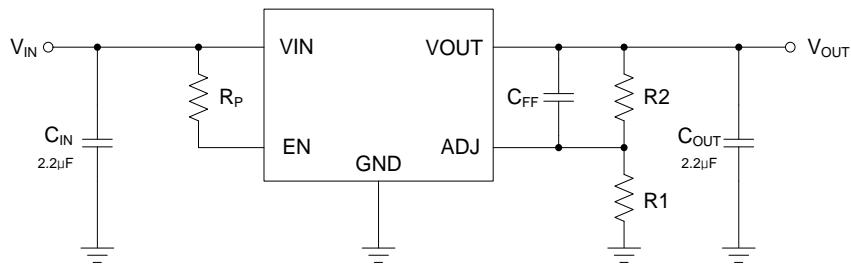 VIN
VIN
VOUT
VOUT
RP
CFF
R2
CIN
2.2µF
EN
ADJ
GND
COUT
2.2µF
R1